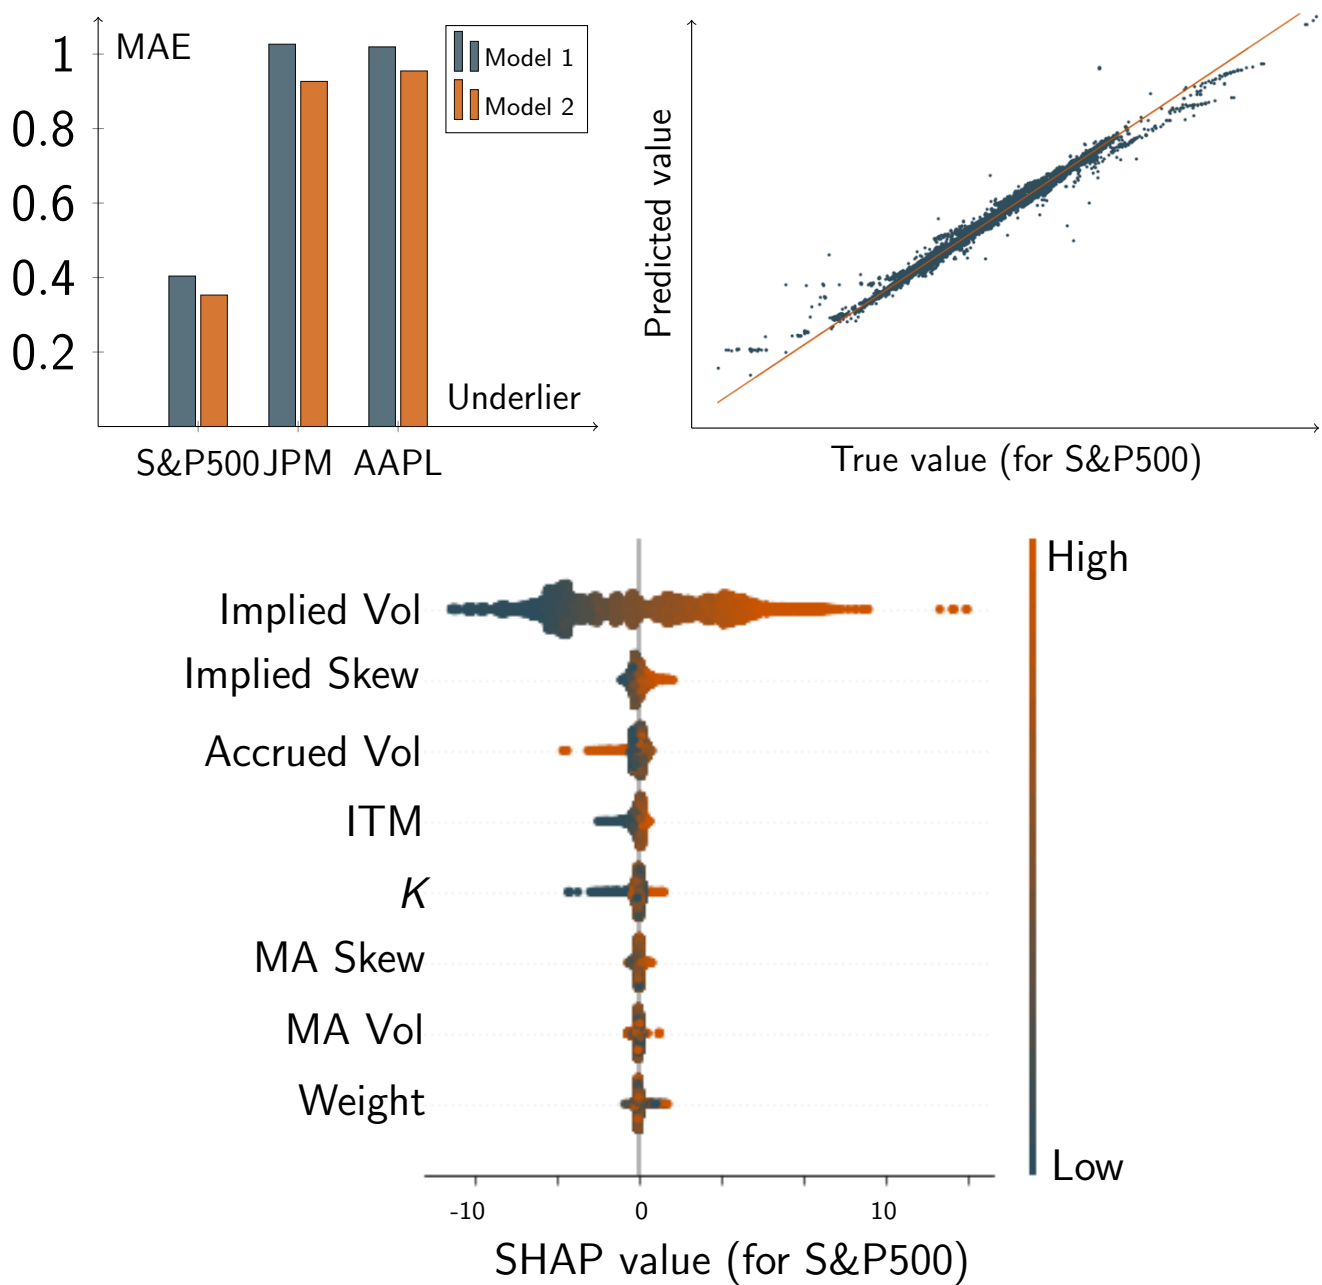 MAE
1
0.8
0.6
0.4
0.2
Model 1
Model 2
Underlier
S&P500 JPM AAPL
Predicted value
True value (for S&P500)
High
Implied Vol
Implied Skew
Accrued Vol
ITM
K
MA Skew
MA Vol
Weight
Low
-10 0 10
SHAP value (for S&P500)